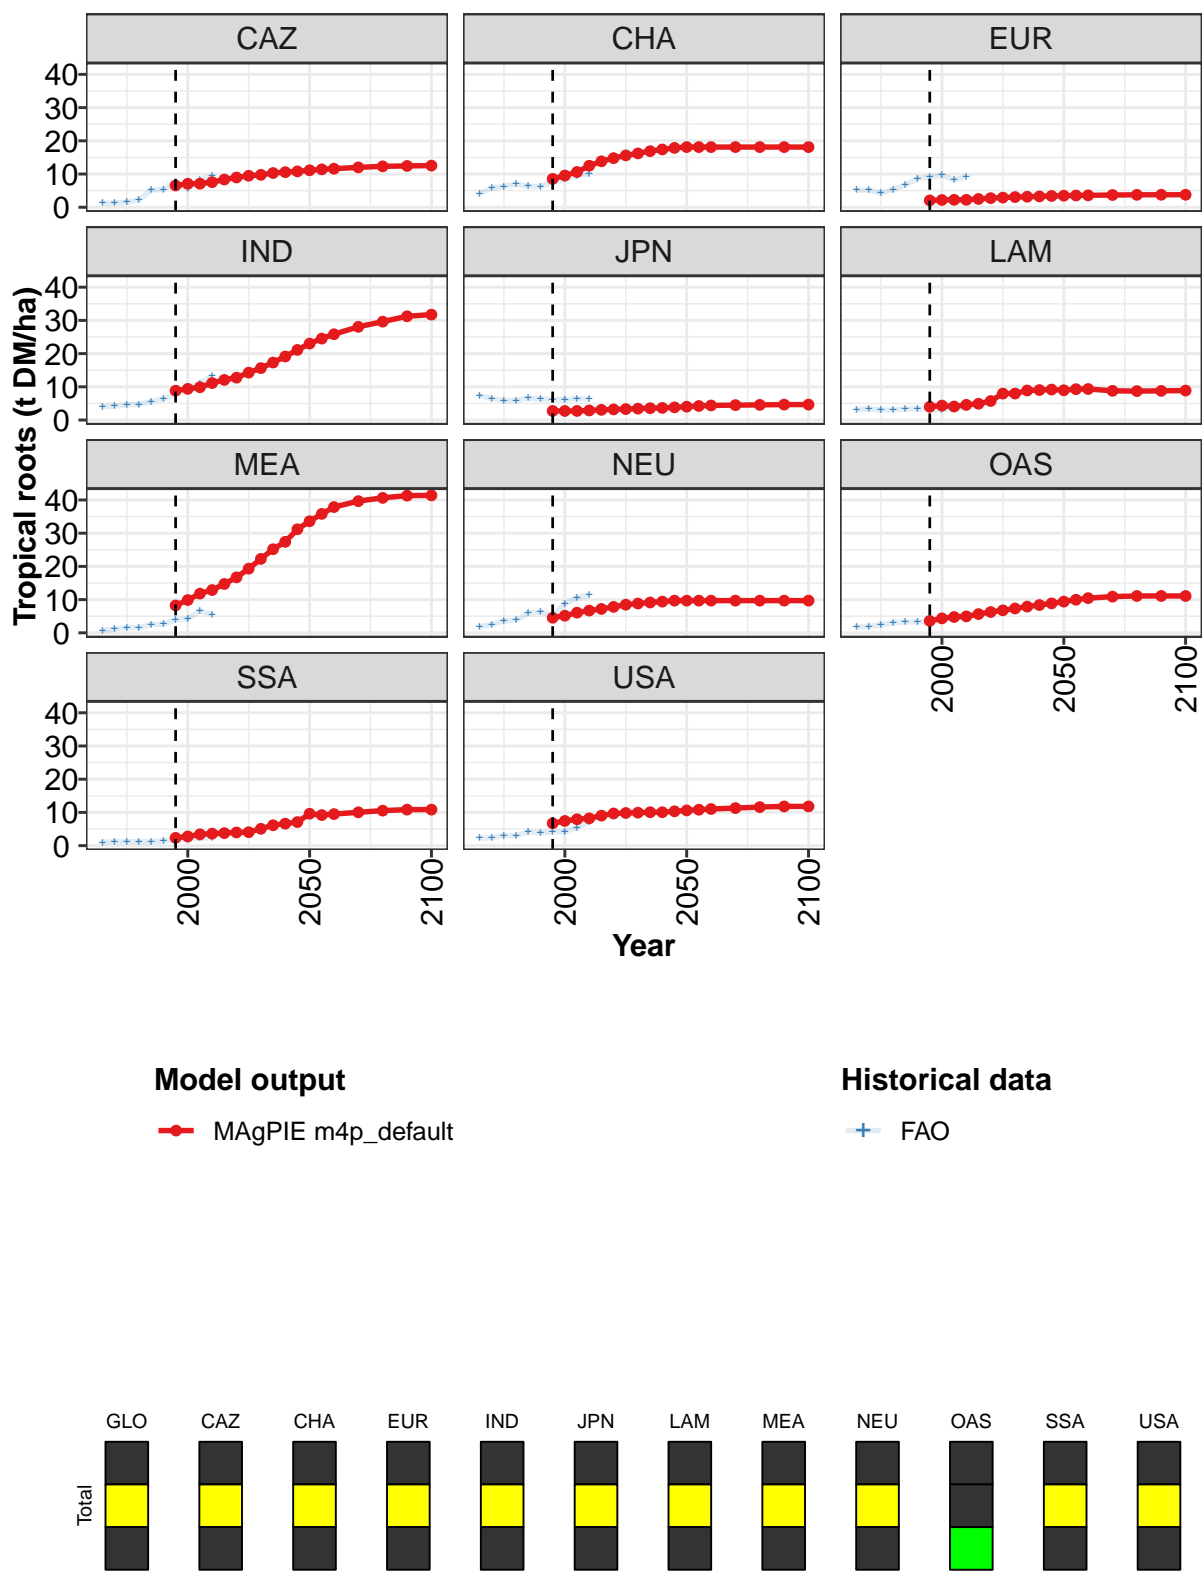 CAZ CHA EUR
40
30
20
10
0
IND JPN LAM
40
30
20
10
0
MEA NEU OAS
40
30
20
10
0
2000 2050 2100
SSA USA
40
30
20
10
0
2000 2050 2100 2000 2050 2100
Tropical roots (t DM/ha)
Year
Model output
MAgPIE m4p_default
Historical data
FAO
GLO CAZ CHA EUR IND JPN LAM MEA NEU OAS SSA USA
Total